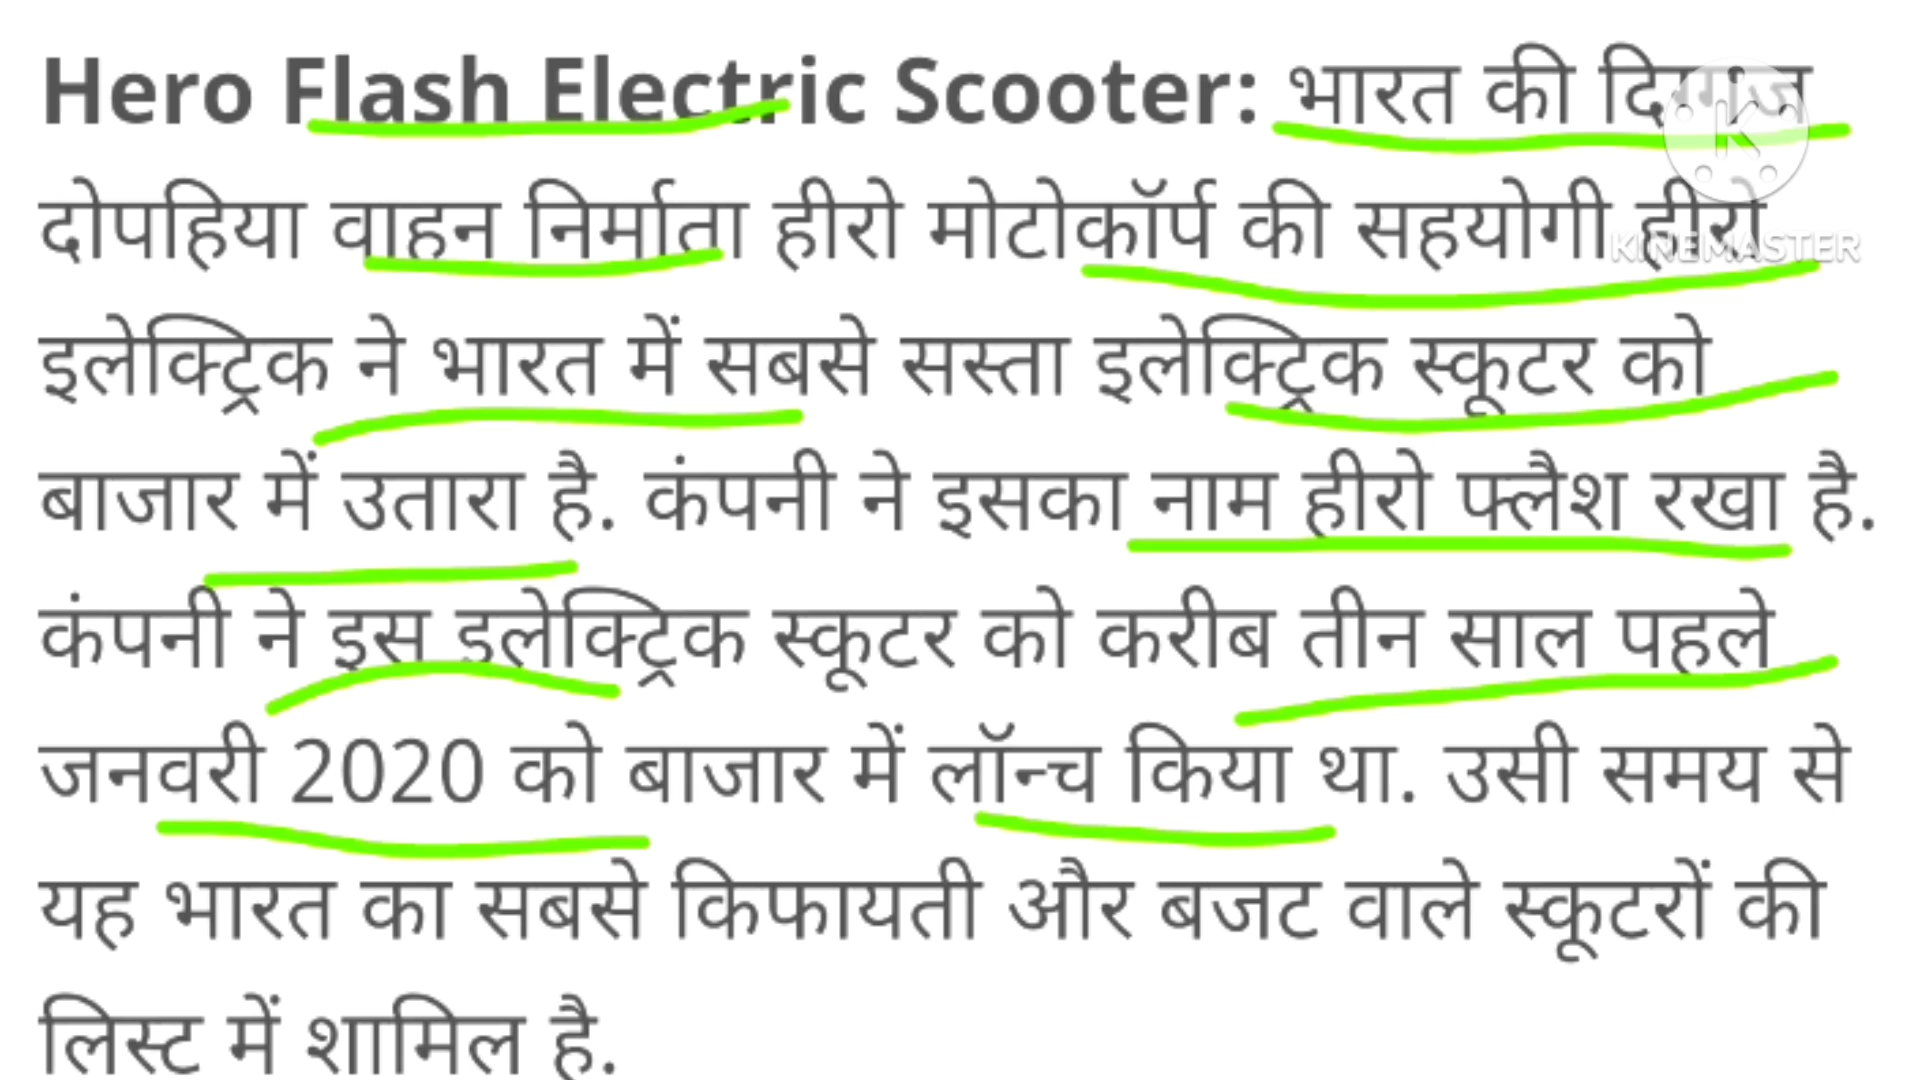 Hero Flash Electric Scooter: भारत की दिग्गज
दोपहिया वाहन निर्माता हीरो मोटोकॉर्प की सहयोगी हीरो
KINEMASTER
इलेक्ट्रिक ने भारत में सबसे सस्ता इलेक्ट्रिक स्कूटर को
बाजार में उतारा है. कंपनी ने इसका नाम हीरो फ्लैश रखा है.
कंपनी ने इस इलेक्ट्रिक स्कूटर को करीब तीन साल पहले
जनवरी 2020 को बाजार में लॉन्च किया था. उसी समय से
यह भारत का सबसे किफायती और बजट वाले स्कूटरों की
लिस्ट में शामिल है.